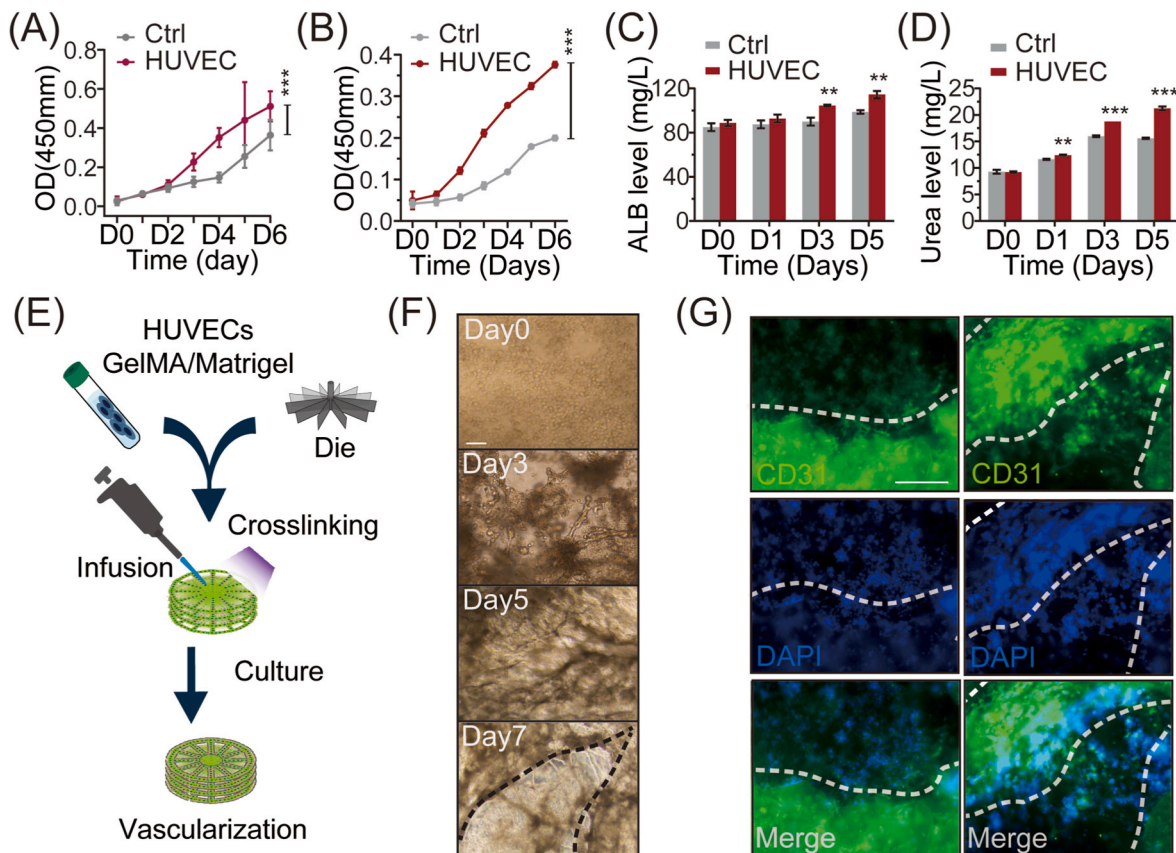 (A)
Ctrl
HUVEC
OD(450mm)
0.8
0.6
0.4
0.2
0.0
***
D0 D2 D4 D6
Time (day)
(B)
Ctrl
HUVEC
OD(450mm)
0.4
0.3
0.2
0.1
0.0
***
D0 D2 D4 D6
Time (Days)
(C)
Ctrl
HUVEC
ALB level (mg/L)
120
80
40
0
** **
D0 D1 D3 D5
Time (Days)
(D)
Ctrl
HUVEC
Urea level (mg/L)
25
20
15
10
5
0
** *** ***
D0 D1 D3 D5
Time (Days)
(E)
HUVECs
GelMA/Matrigel
Die
Crosslinking
Infusion
Culture
Vascularization
(F)
Day0
Day3
Day5
Day7
(G)
CD31 CD31
DAPI DAPI
Merge Merge